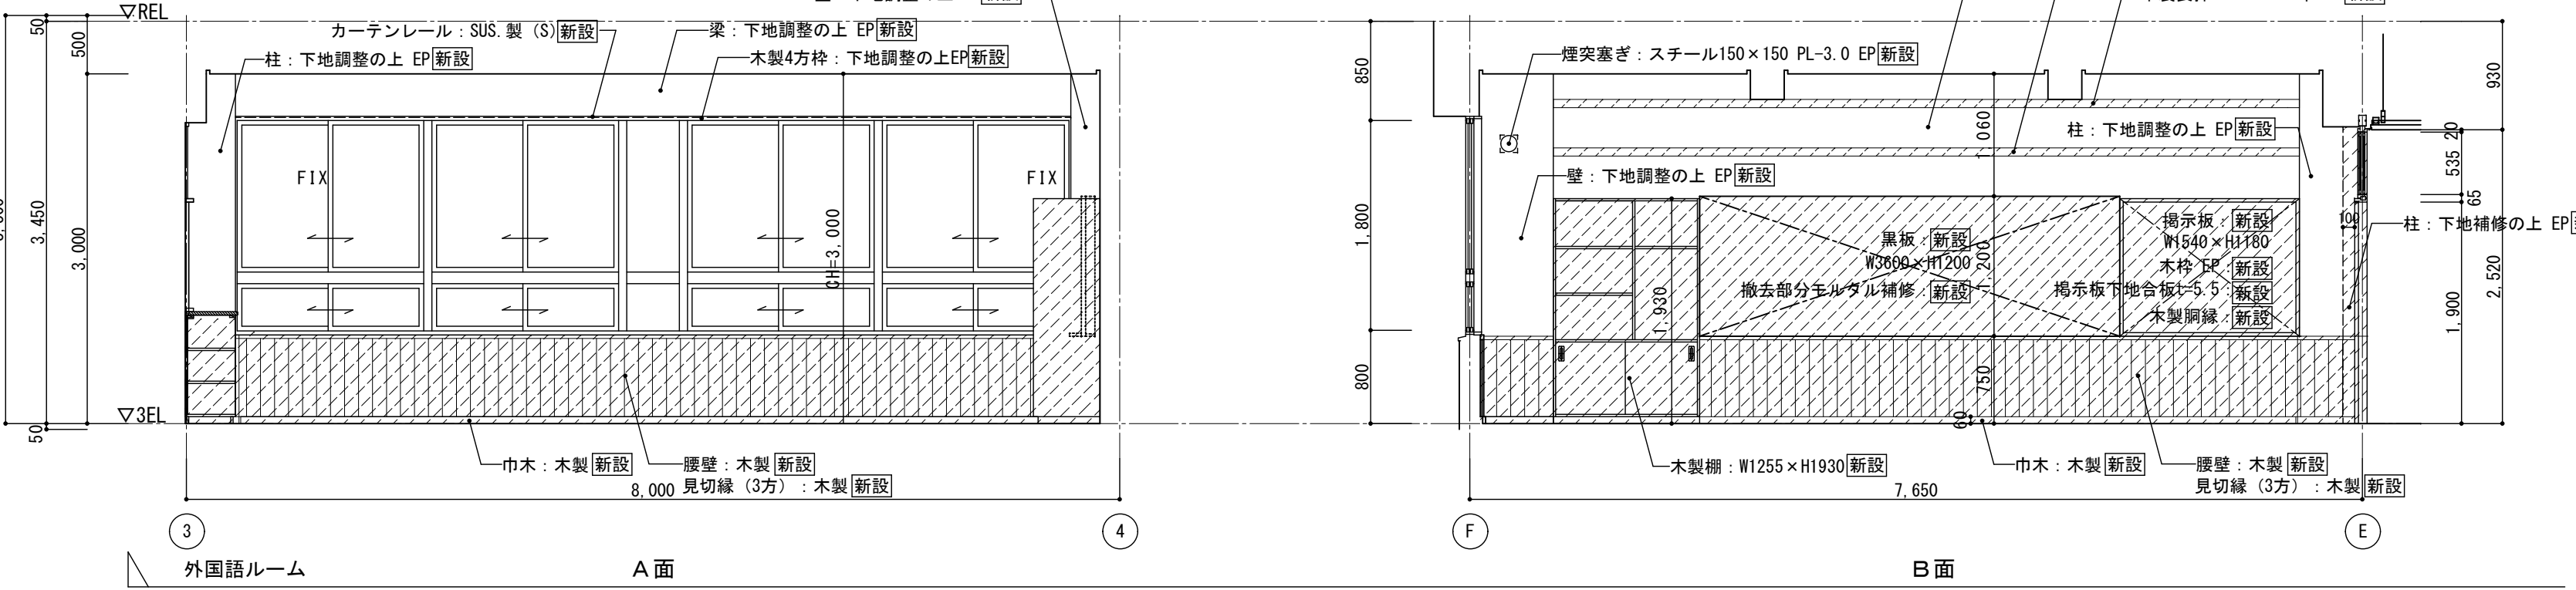 ▽REL
50
500
3,450
3,000
50
▽3EL
カーテンレール：SUS.製（S）新設
梁：下地調整の上 EP 新設
柱：下地調整の上 EP 新設
木製4方枠：下地調整の上EP 新設
FIX
FIX
CH=3,000
巾木：木製 新設
腰壁：木製 新設
見切縁（3方）：木製 新設
8,000
3
4
外国語ルーム
A面
850
1,800
800
煙突塞ぎ：スチール150×150 PL-3.0 EP 新設
壁：下地調整の上 EP 新設
柱：下地調整の上 EP 新設
1,060
1,200
750
60
1,930
黒板：新設
W3600×H1200
撤去部分モルタル補修：新設
掲示板：新設
W1540×H1180
木枠 EP：新設
掲示板下地合板t=5.5：新設
木製胴縁：新設
100
柱：下地補修の上 EP
930
20
535
65
1,900
2,520
木製棚：W1255×H1930 新設
巾木：木製 新設
腰壁：木製 新設
見切縁（3方）：木製 新設
7,650
F
E
B面